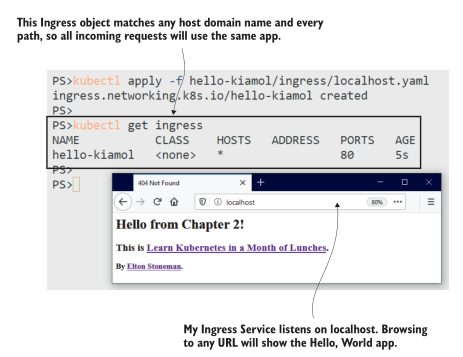 This Ingress object matches any host domain name and every
path, so all incoming requests will use the same app.
PS>kubectl apply -f hello-kiamol/ingress/localhost.yaml
ingress.networking.k8s.io/hello-kiamol created
PS>
PS>kubectl get ingress
NAME CLASS HOSTS ADDRESS PORTS AGE
hello-kiamol <none> * 80 5s
PS>
PS>
404 Not Found
localhost 80%
Hello from Chapter 2!
This is Learn Kubernetes in a Month of Lunches.
By Elton Stoneman.
My Ingress Service listens on localhost. Browsing
to any URL will show the Hello, World app.